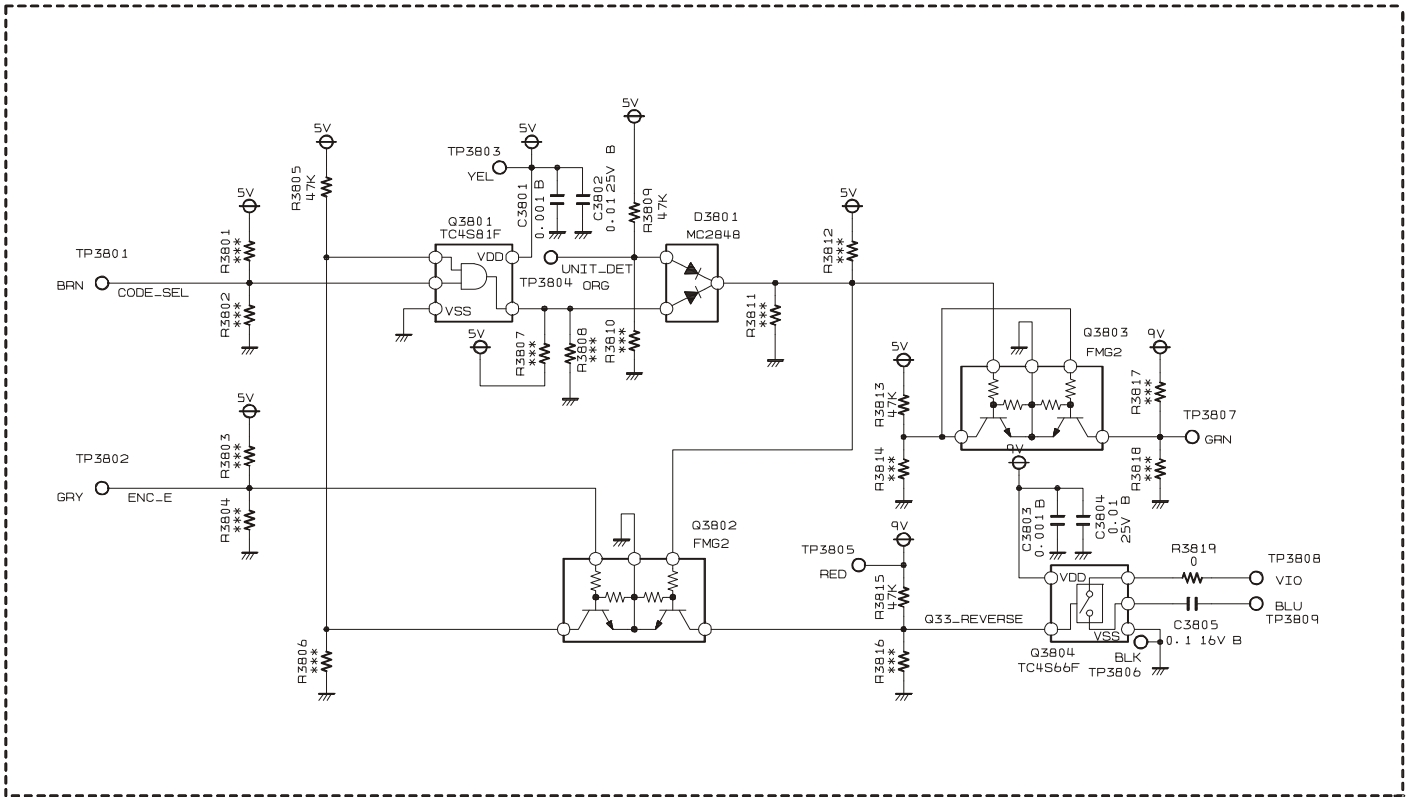 5V
5V
TP3803
YEL
5V
C3801
0.001 B
C3802
0.01 25V B
R3809
47K
R3805
47K
5V
R3801
***
R3802
***
TP3801
BRN
CODE_SEL
Q3801
TC4S81F
VDD
VSS
TP3804
UNIT_DET
ORG
D3801
MC2848
5V
R3812
***
R3811
***
5V
R3807
***
R3808
***
R3810
***
5V
R3803
***
R3804
***
TP3802
GRY
ENC_E
5V
R3813
47K
R3814
***
Q3803
FMG2
9V
R3817
***
R3818
***
TP3807
GRN
9V
C3803
0.001 B
C3804
0.01
25V B
Q3802
FMG2
9V
TP3805
RED
R3815
47K
R3816
***
Q33_REVERSE
R3806
***
VDD
VSS
Q3804
TC4S66F
BLK
TP3806
R3819
0
TP3808
VIO
BLU
TP3809
C3805
0.1 16V B